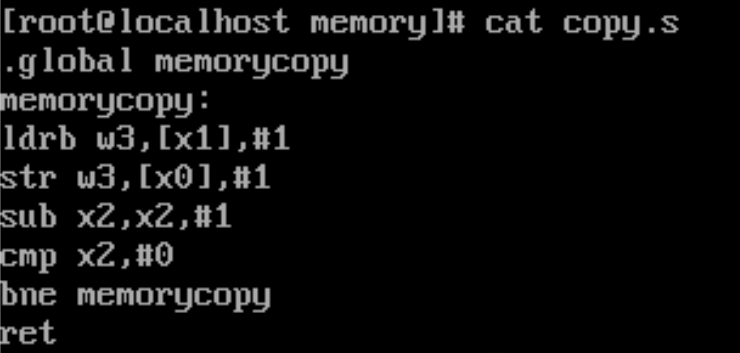 [root@localhost memory]# cat copy.s
.global memorycopy
memorycopy:
ldrb w3,[x1],#1
str w3,[x0],#1
sub x2,x2,#1
cmp x2,#0
bne memorycopy
ret